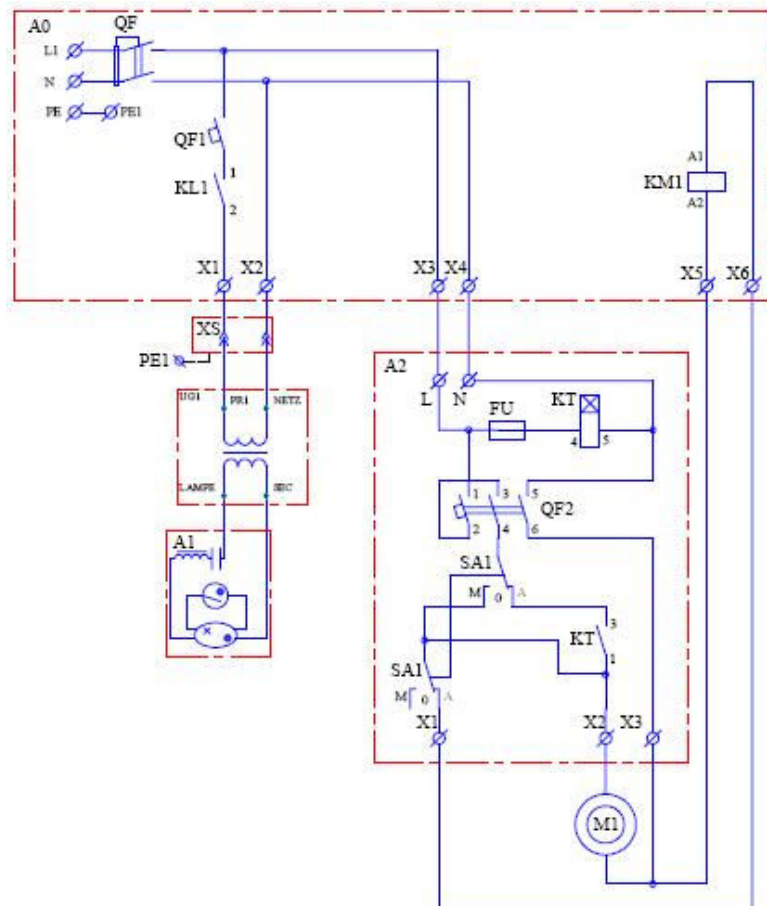 A0 QF
L1
N
PE PE1
QF1
KL1 1
2
A1
KM1
A2
X1 X2 X3 X4 X5 X6
XS
PE1
UG1 PR1 NETZ
LAMPE SEC
A1
A2
L N FU KT
4 5
1 3 5
QF2
2 4 6
SA1
M 0 A
3
KT
1
SA1
M 0 A
X1 X2 X3
M1